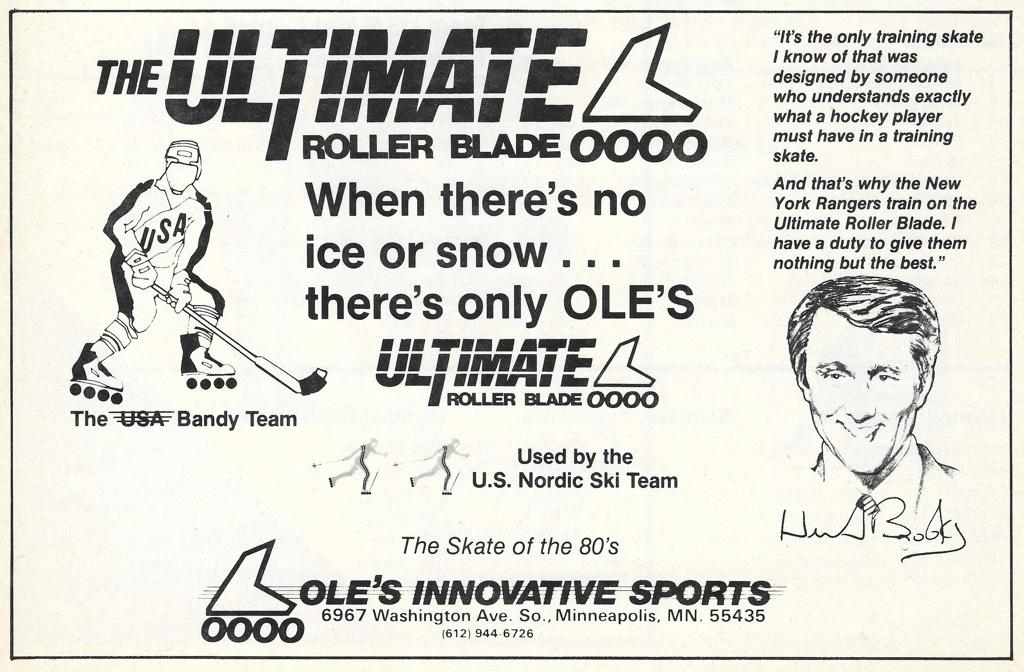 THE ULTIMATE
ROLLER BLADE
When there's no
ice or snow . . .
there's only OLE'S
ULTIMATE
ROLLER BLADE
USA
The USA Bandy Team
Used by the
U.S. Nordic Ski Team
The Skate of the 80's
OLE'S INNOVATIVE SPORTS
6967 Washington Ave. So., Minneapolis, MN. 55435
(612) 944-6726
"It's the only training skate
I know of that was
designed by someone
who understands exactly
what a hockey player
must have in a training
skate.
And that's why the New
York Rangers train on the
Ultimate Roller Blade. I
have a duty to give them
nothing but the best."
Herb Brooks